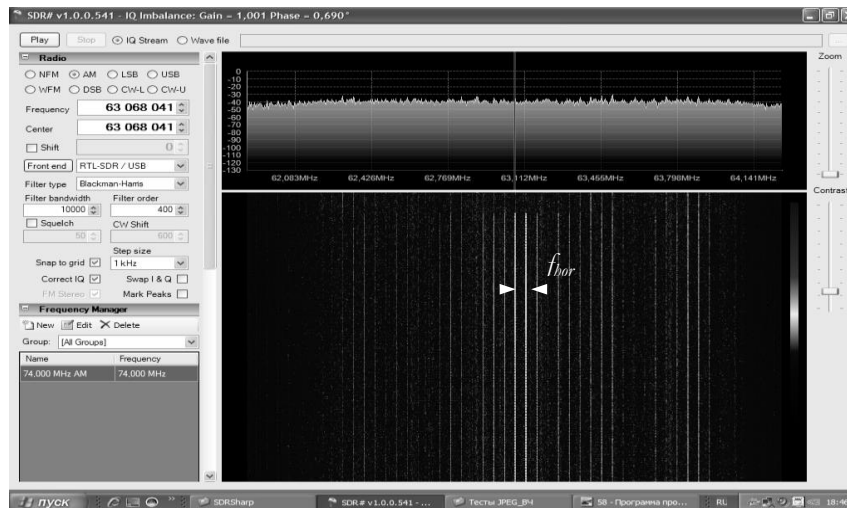 SDR# v1.0.0.541 - IQ Imbalance: Gain = 1,001 Phase = 0,690°
Play Stop IQ Stream Wave file
Radio
NFM AM LSB USB
WFM DSB CW-L CW-U
Frequency 63 068 041
Center 63 068 041
Shift 0
Front end RTL-SDR / USB
Filter type Blackman-Harris
Filter bandwidth Filter order
10000 400
Squelch CW Shift
50 600
Step size
Snap to grid 1 kHz
Correct IQ Swap I & Q
FM Stereo Mark Peaks
Frequency Manager
New Edit Delete
Group: [All Groups]
Name Frequency
74,000 MHz AM 74,000 MHz
0
-10
-20
-30
-40
-50
-60
-70
-80
-90
-100
-110
-120
-130
62,083MHz 62,426MHz 62,769MHz 63,112MHz 63,455MHz 63,798MHz 64,141MHz
fhor
Zoom
Contrast
пуск SDRSharp SDR# v1.0.0.541 - ... Тесты JPEG_ВЧ 58 - Программа про... RU 18:46